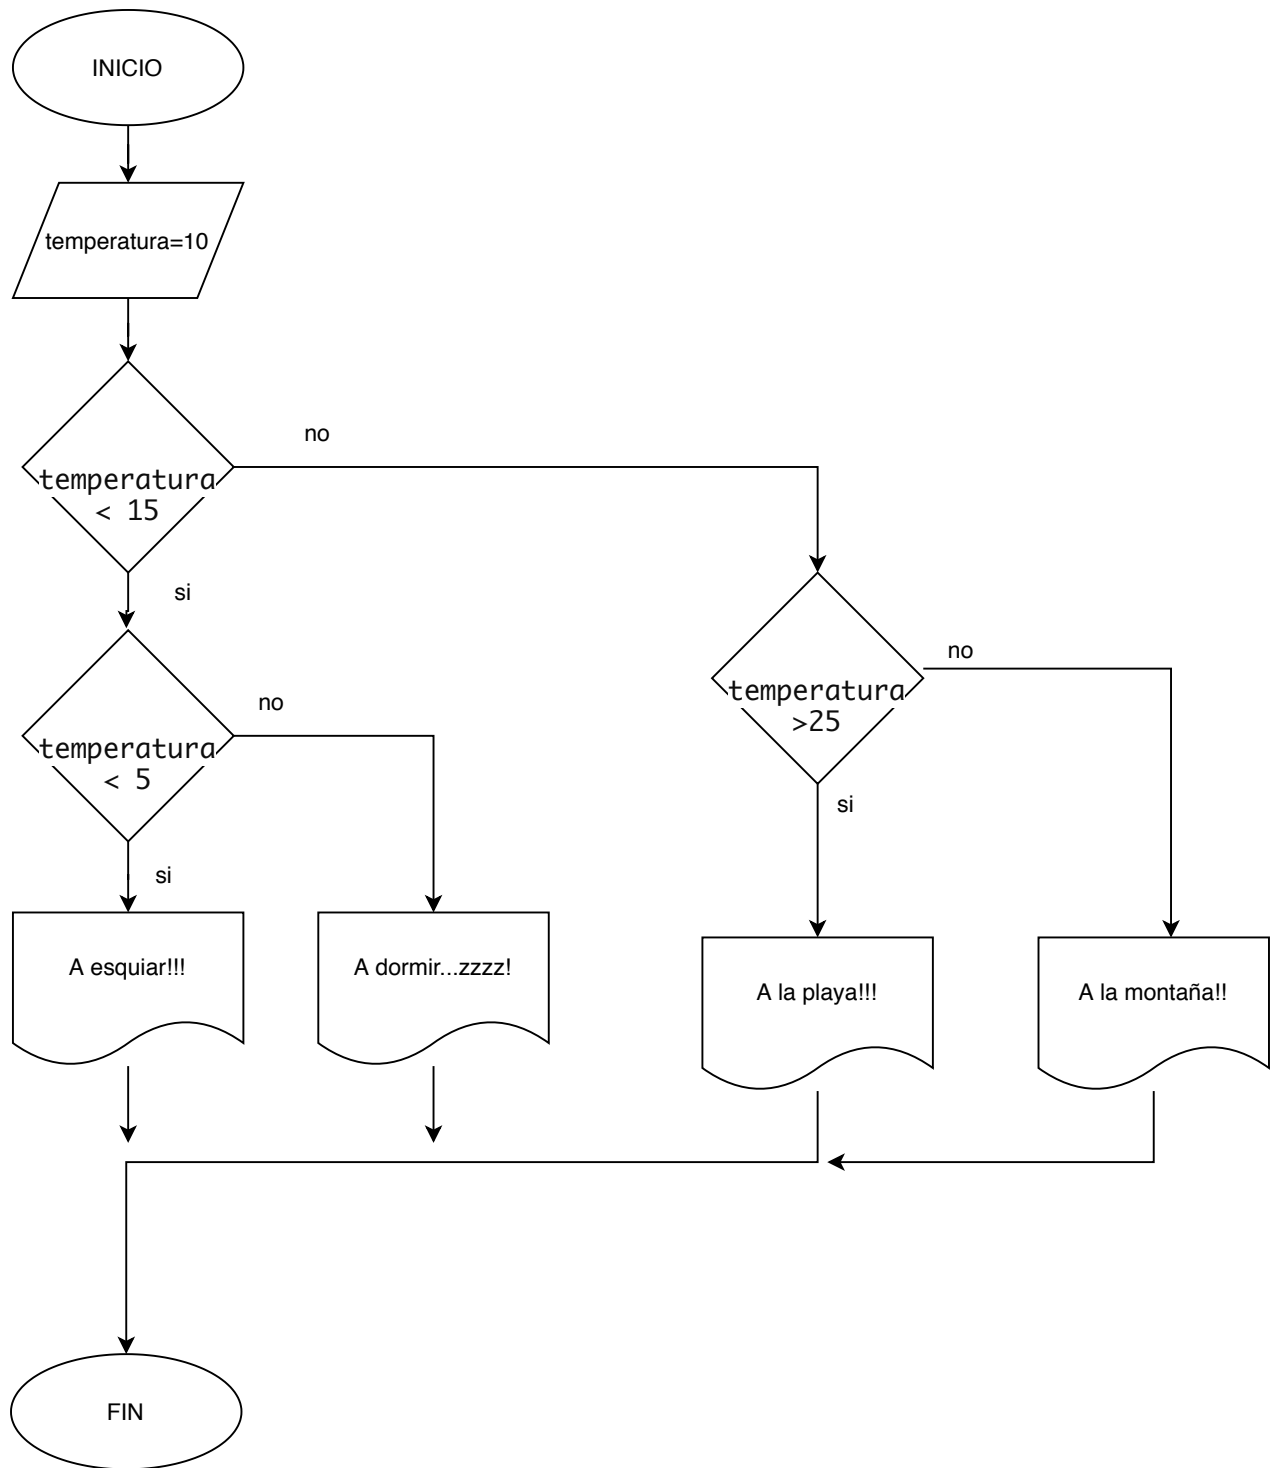 INICIO
temperatura=10
no
temperatura
< 15
si
no
temperatura
>25
no
temperatura
< 5
si
si
A esquiar!!!
A dormir...zzzz!
A la playa!!!
A la montaña!!
FIN